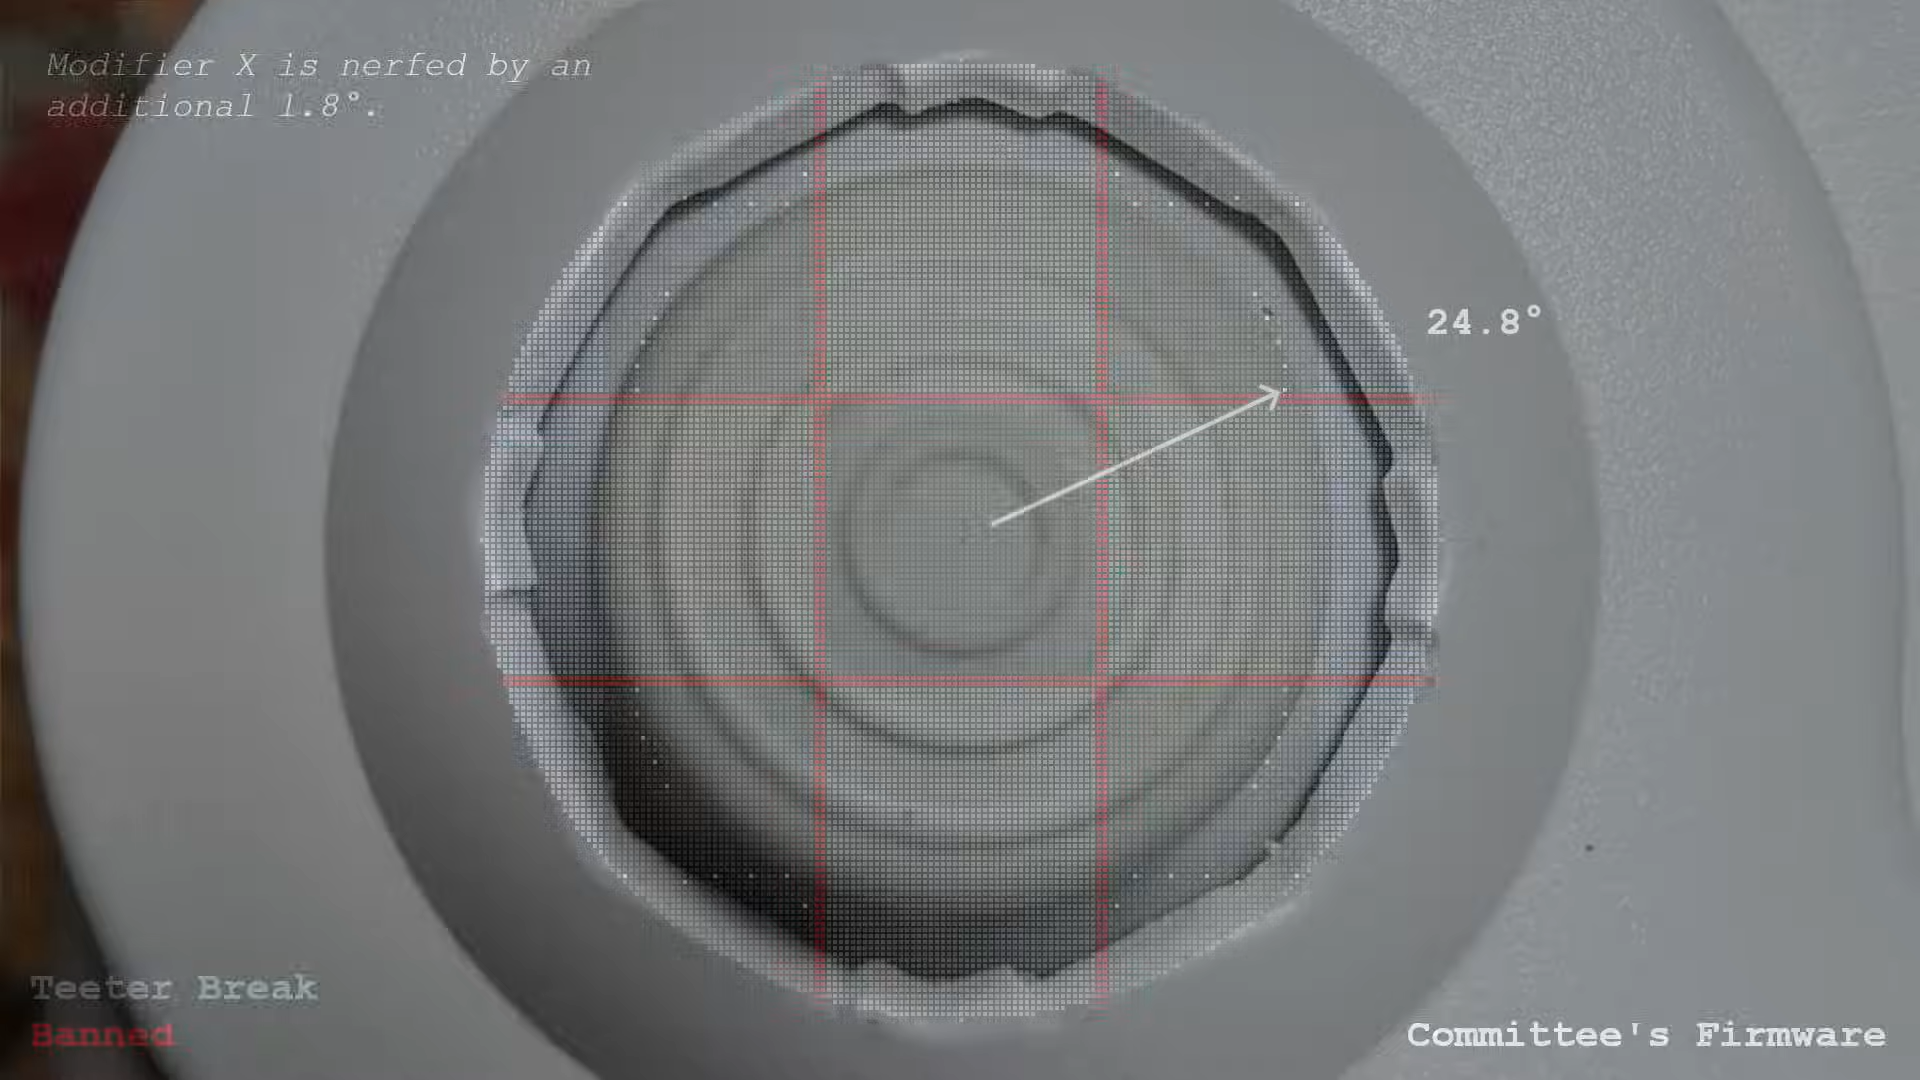 Modifier X is nerfed by an
additional 1.8°.
24.8°
Teeter Break
Banned
Committee's Firmware